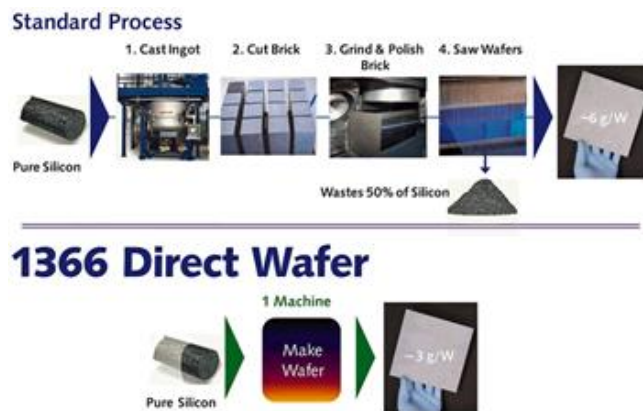 Standard Process
1. Cast Ingot
2. Cut Brick
3. Grind & Polish
Brick
4. Saw Wafers
Pure Silicon
~6 g/W
Wastes 50% of Silicon
1366 Direct Wafer
1 Machine
Make
Wafer
Pure Silicon
~3 g/W